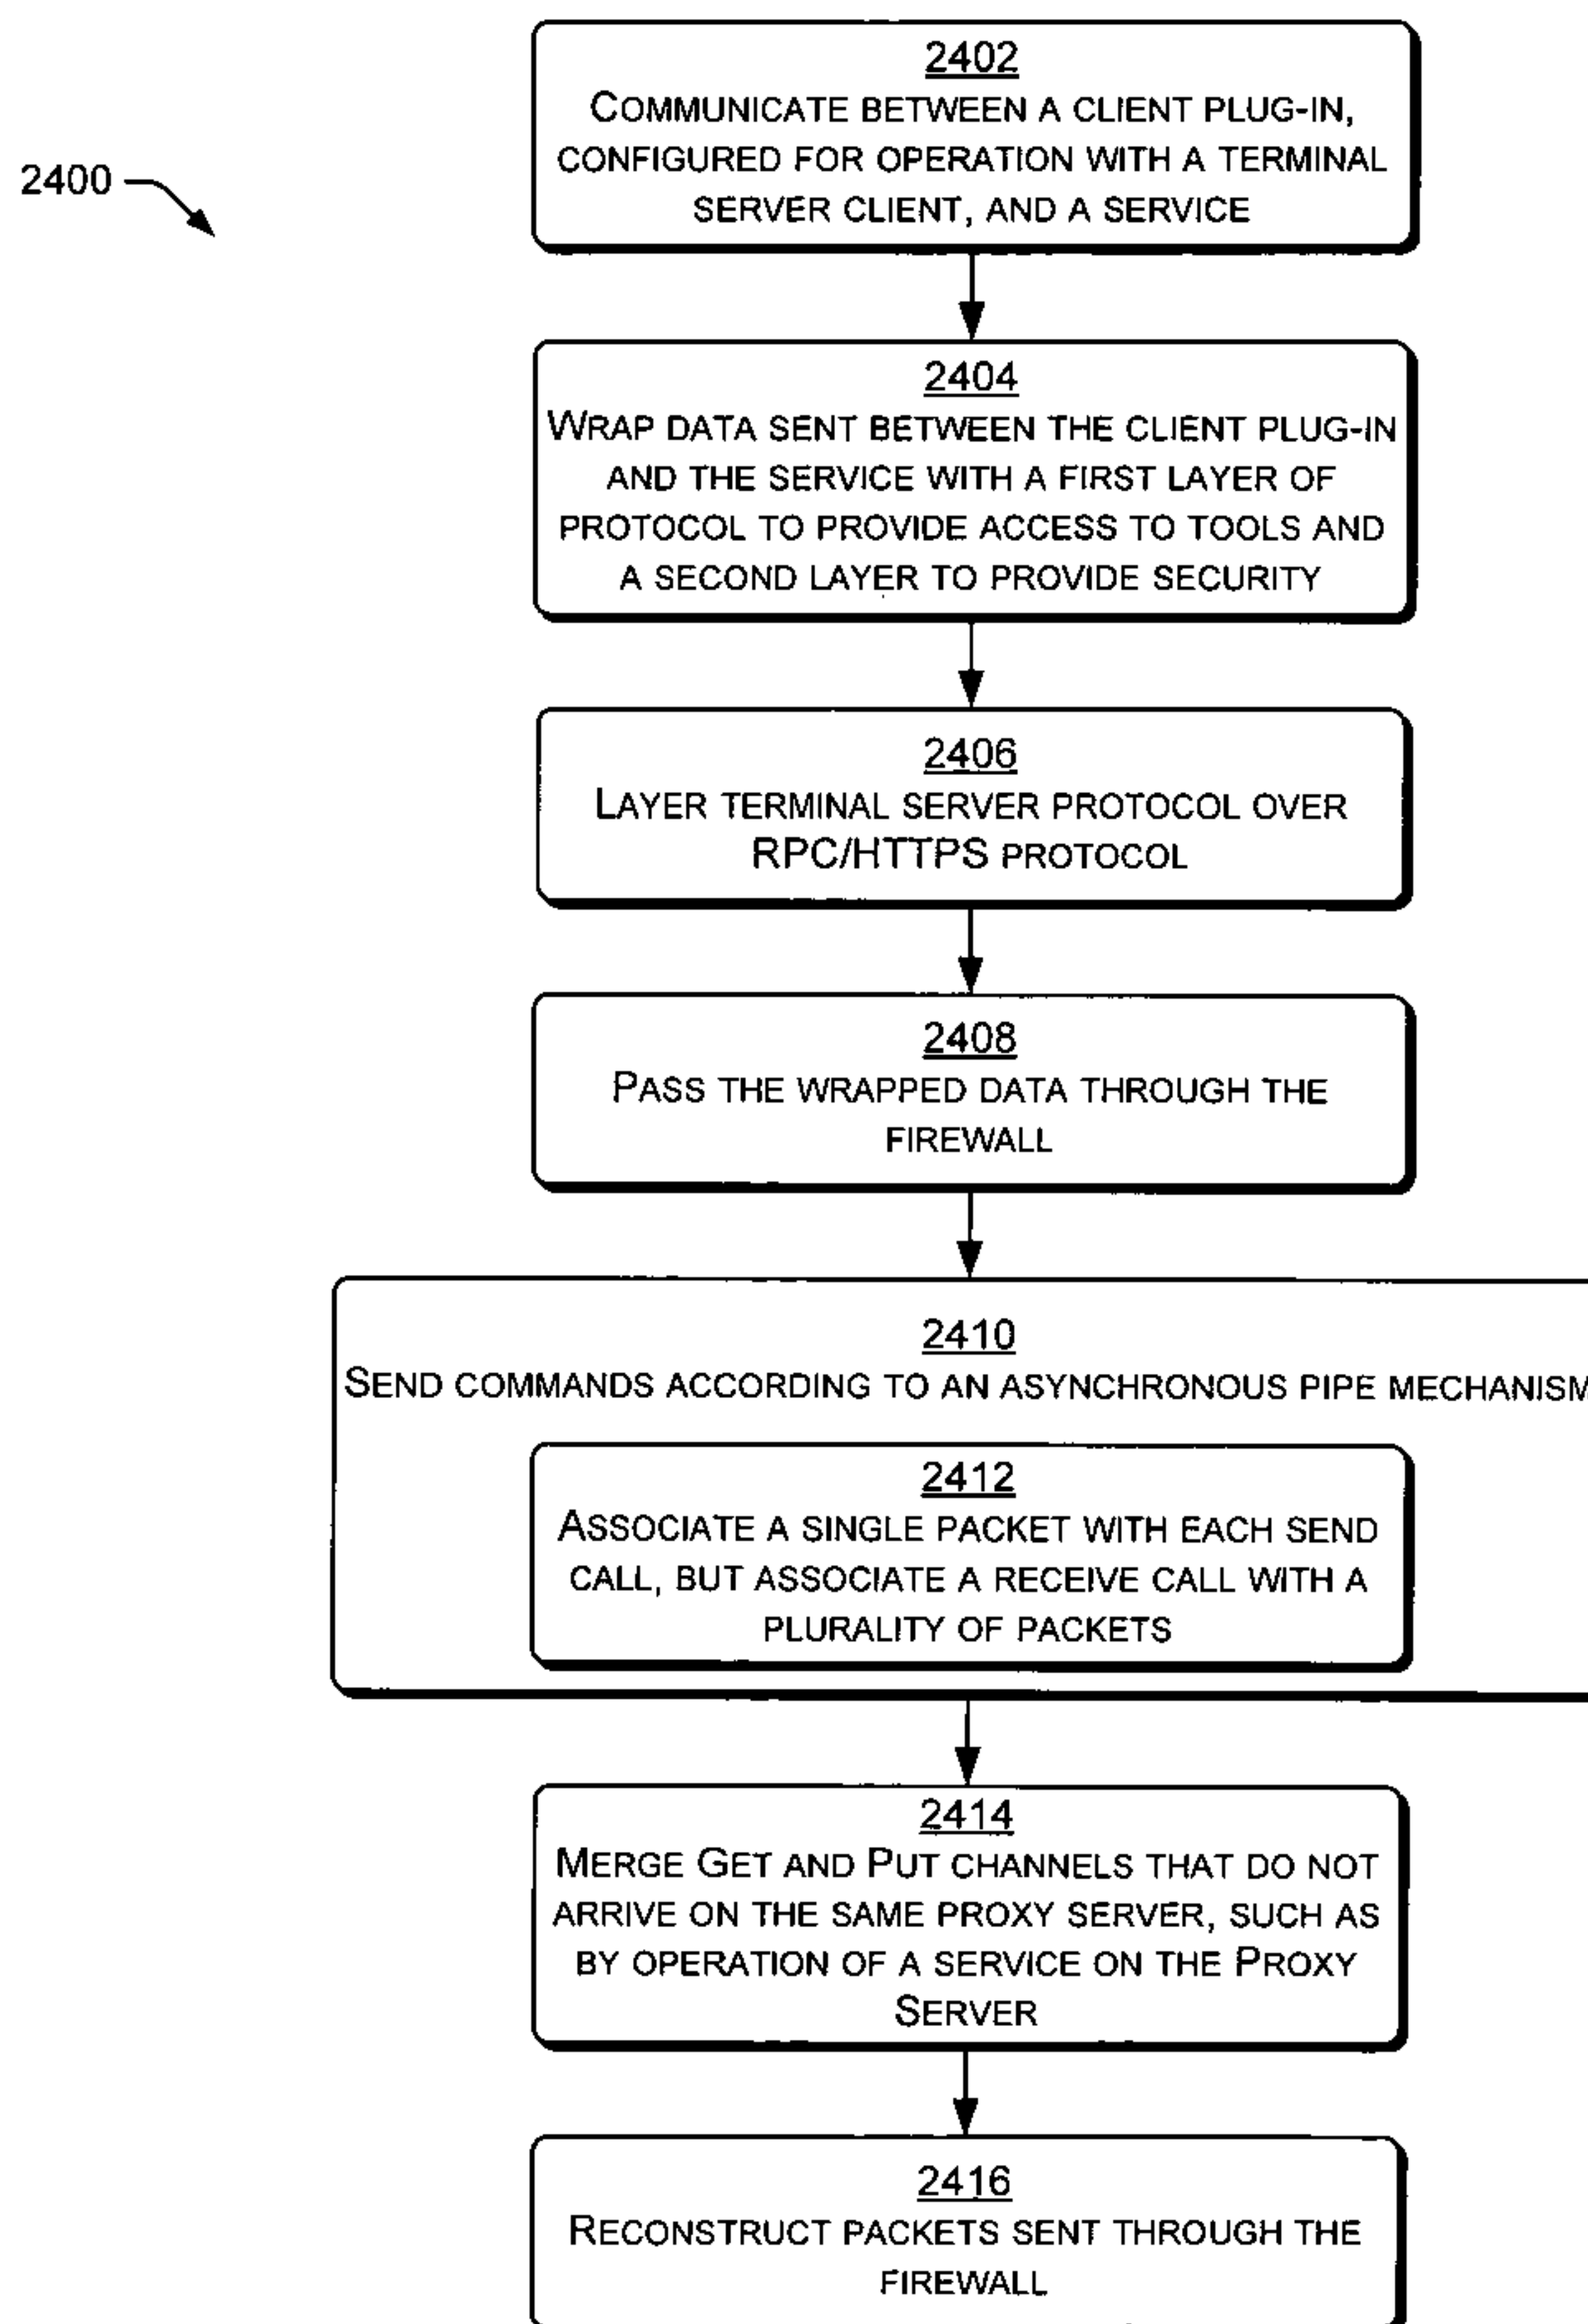 2400
2402
COMMUNICATE BETWEEN A CLIENT PLUG-IN,
CONFIGURED FOR OPERATION WITH A TERMINAL
SERVER CLIENT, AND A SERVICE
2404
WRAP DATA SENT BETWEEN THE CLIENT PLUG-IN
AND THE SERVICE WITH A FIRST LAYER OF
PROTOCOL TO PROVIDE ACCESS TO TOOLS AND
A SECOND LAYER TO PROVIDE SECURITY
2406
LAYER TERMINAL SERVER PROTOCOL OVER
RPC/HTTPS PROTOCOL
2408
PASS THE WRAPPED DATA THROUGH THE
FIREWALL
2410
SEND COMMANDS ACCORDING TO AN ASYNCHRONOUS PIPE MECHANISM
2412
ASSOCIATE A SINGLE PACKET WITH EACH SEND
CALL, BUT ASSOCIATE A RECEIVE CALL WITH A
PLURALITY OF PACKETS
2414
MERGE GET AND PUT CHANNELS THAT DO NOT
ARRIVE ON THE SAME PROXY SERVER, SUCH AS
BY OPERATION OF A SERVICE ON THE PROXY
SERVER
2416
RECONSTRUCT PACKETS SENT THROUGH THE
FIREWALL